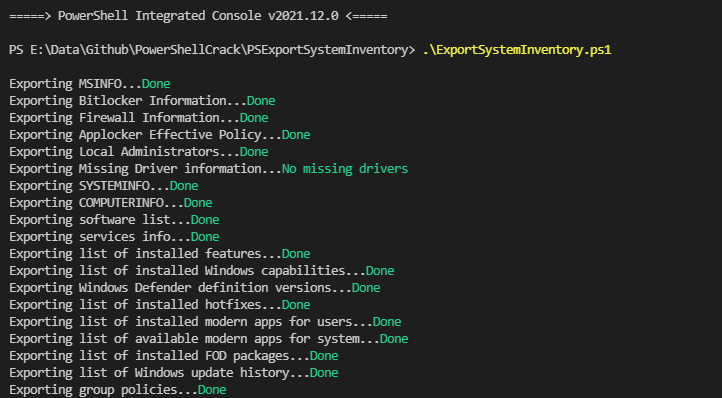 =====> PowerShell Integrated Console v2021.12.0 <=====
PS E:\Data\Github\PowerShellCrack\PSExportSystemInventory> .\ExportSystemInventory.ps1
Exporting MSINFO...Done
Exporting Bitlocker Information...Done
Exporting Firewall Information...Done
Exporting Applocker Effective Policy...Done
Exporting Local Administrators...Done
Exporting Missing Driver information...No missing drivers
Exporting SYSTEMINFO...Done
Exporting COMPUTERINFO...Done
Exporting software list...Done
Exporting services info...Done
Exporting list of installed features...Done
Exporting list of installed Windows capabilities...Done
Exporting Windows Defender definition versions...Done
Exporting list of installed hotfixes...Done
Exporting list of installed modern apps for users...Done
Exporting list of available modern apps for system...Done
Exporting list of installed FOD packages...Done
Exporting list of Windows update history...Done
Exporting group policies...Done